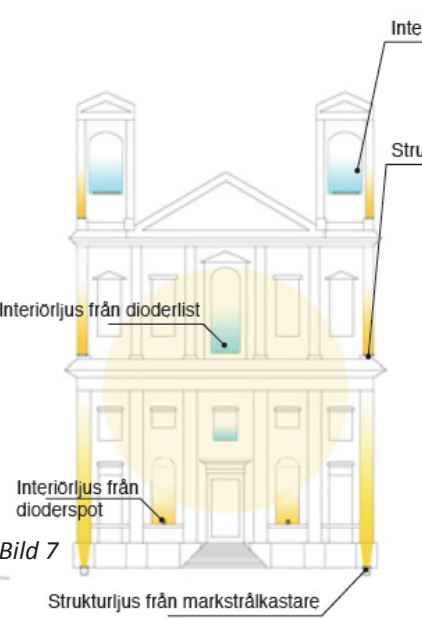 Inte
Stru
Interiörljus från dioderlist
Interiörljus från
dioderspot
Bild 7
Strukturljus från markstrålkastare